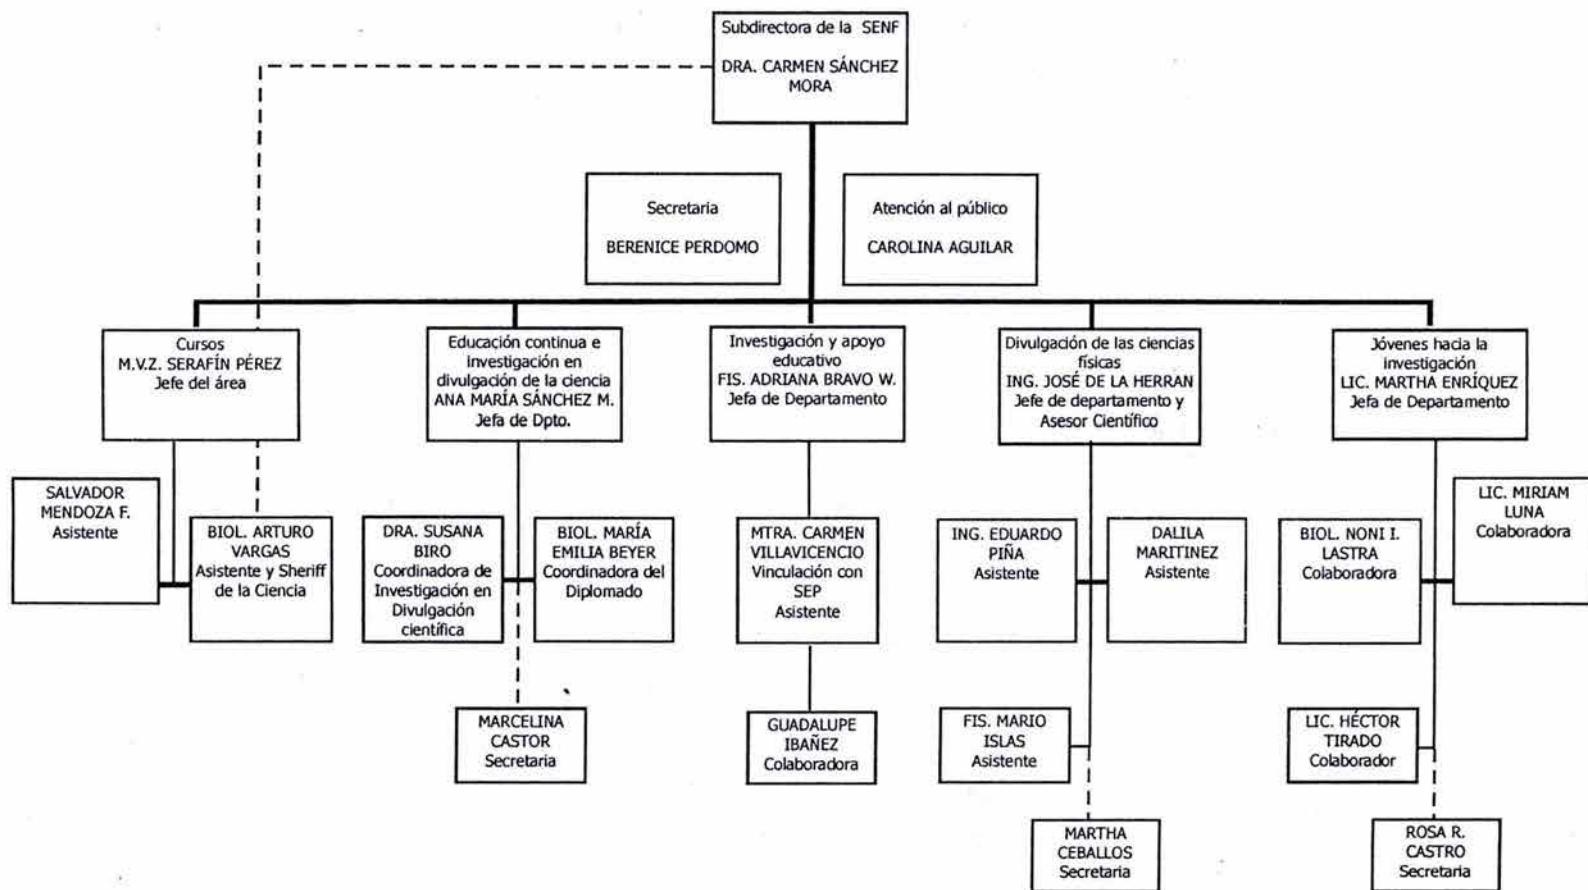 Subdirectora de la SENF
DRA. CARMEN SÁNCHEZ
MORA
Secretaria
BERENICE PERDOMO
Atención al público
CAROLINA AGUILAR
Cursos
M.V.Z. SERAFÍN PÉREZ
Jefe del área
Educación continua e
investigación en
divulgación de la ciencia
ANA MARÍA SÁNCHEZ M.
Jefa de Dpto.
Investigación y apoyo
educativo
FIS. ADRIANA BRAVO W.
Jefa de Departamento
Divulgación de las ciencias
físicas
ING. JOSÉ DE LA HERRAN
Jefe de departamento y
Asesor Científico
Jóvenes hacia la
investigación
LIC. MARTHA ENRÍQUEZ
Jefa de Departamento
SALVADOR
MENDOZA F.
Asistente
BIOL. ARTURO
VARGAS
Asistente y Sheriff
de la Ciencia
DRA. SUSANA
BIRO
Coordinadora de
Investigación en
Divulgación
científica
BIOL. MARÍA
EMILIA BEYER
Coordinadora del
Diplomado
MTRA. CARMEN
VILLAVICENCIO
Vinculación con
SEP
Asistente
ING. EDUARDO
PIÑA
Asistente
DALILA
MARITINEZ
Asistente
BIOL. NONI I.
LASTRA
Colaboradora
LIC. MIRIAM
LUNA
Colaboradora
MARCELINA
CASTOR
Secretaria
GUADALUPE
IBAÑEZ
Colaboradora
FIS. MARIO
ISLAS
Asistente
LIC. HÉCTOR
TIRADO
Colaborador
MARTHA
CEBALLOS
Secretaria
ROSA R.
CASTRO
Secretaria